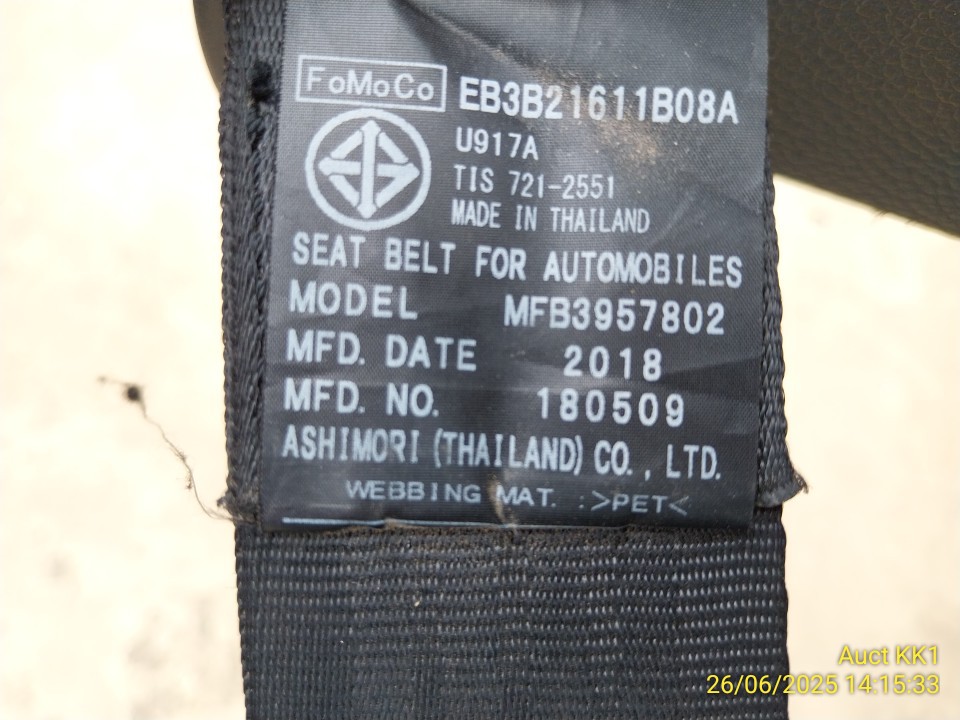 FoMoCo EB3B21611B08A
U917A
TIS 721-2551
MADE IN THAILAND
SEAT BELT FOR AUTOMOBILES
MODEL MFB3957802
MFD. DATE 2018
MFD. NO. 180509
ASHIMORI (THAILAND) CO., LTD.
WEBBING MAT. :>PET<
Auct KK1
26/06/2025 14:15:33